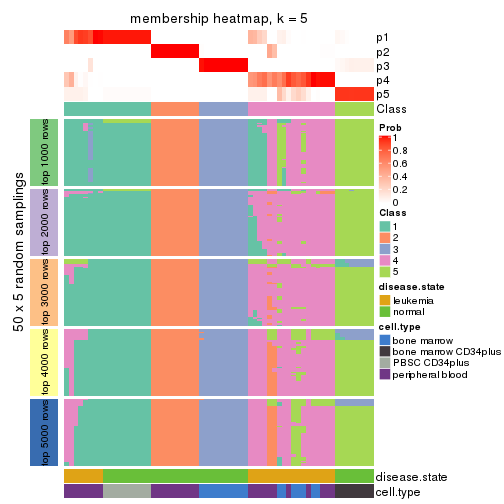 membership heatmap, k = 5
p1
p2
p3
p4
p5
Class
50 x 5 random samplings
top 1000 rows
top 2000 rows
top 3000 rows
top 4000 rows
top 5000 rows
disease.state
cell.type
Prob
1
0.8
0.6
0.4
0.2
0
Class
1
2
3
4
5
disease.state
leukemia
normal
cell.type
bone marrow
bone marrow CD34plus
PBSC CD34plus
peripheral blood